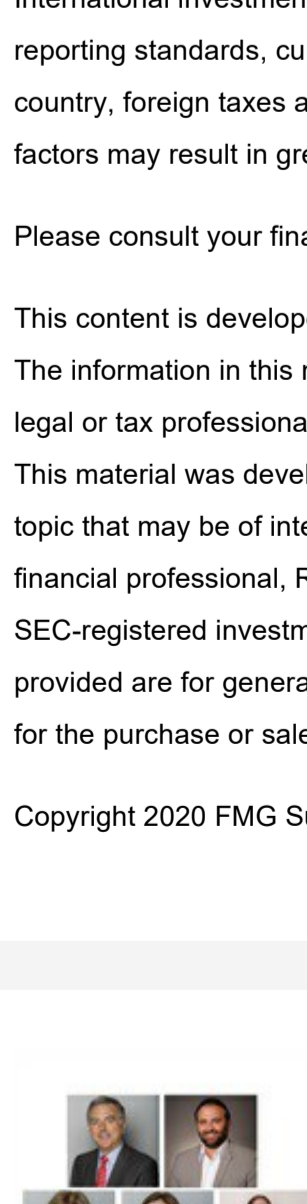 International investmen
reporting standards, cu
country, foreign taxes a
factors may result in gre
Please consult your fina
This content is develop
The information in this
legal or tax professiona
This material was devel
topic that may be of inte
financial professional, R
SEC-registered investm
provided are for genera
for the purchase or sale
Copyright 2020 FMG Su